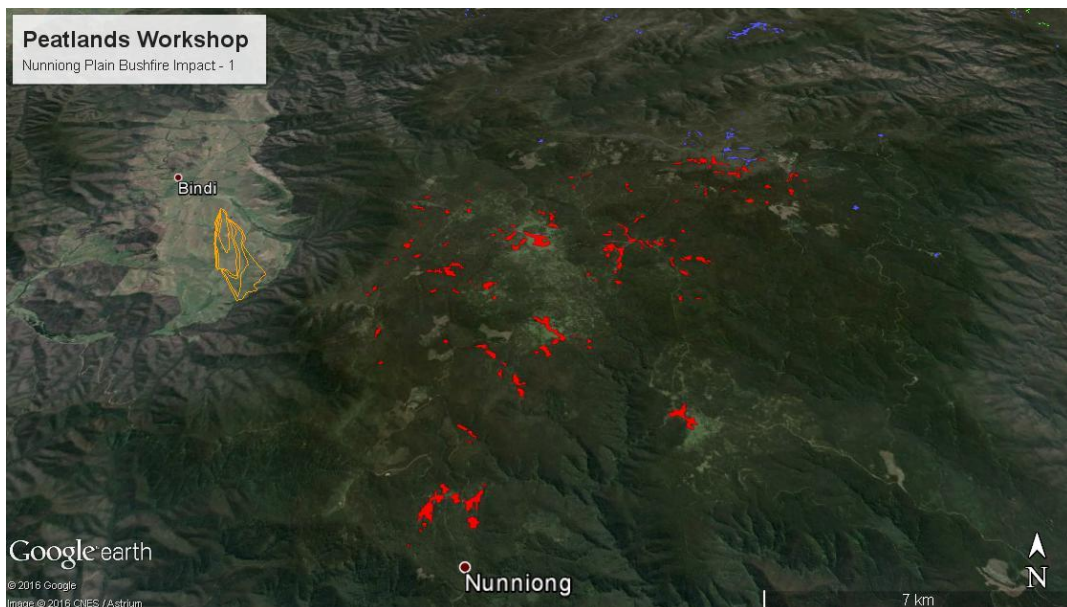 Peatlands Workshop
Nunniong Plain Bushfire Impact - 1
Bindi
Google earth
© 2016 Google
Image © 2016 CNES / Astrium
Nunniong
N
7 km